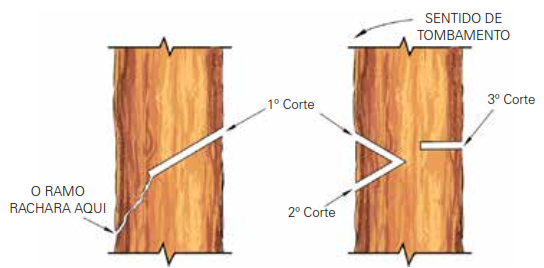 SENTIDO DE
TOMBAMENTO
1º Corte
3º Corte
O RAMO
RACHARA AQUI
2º Corte